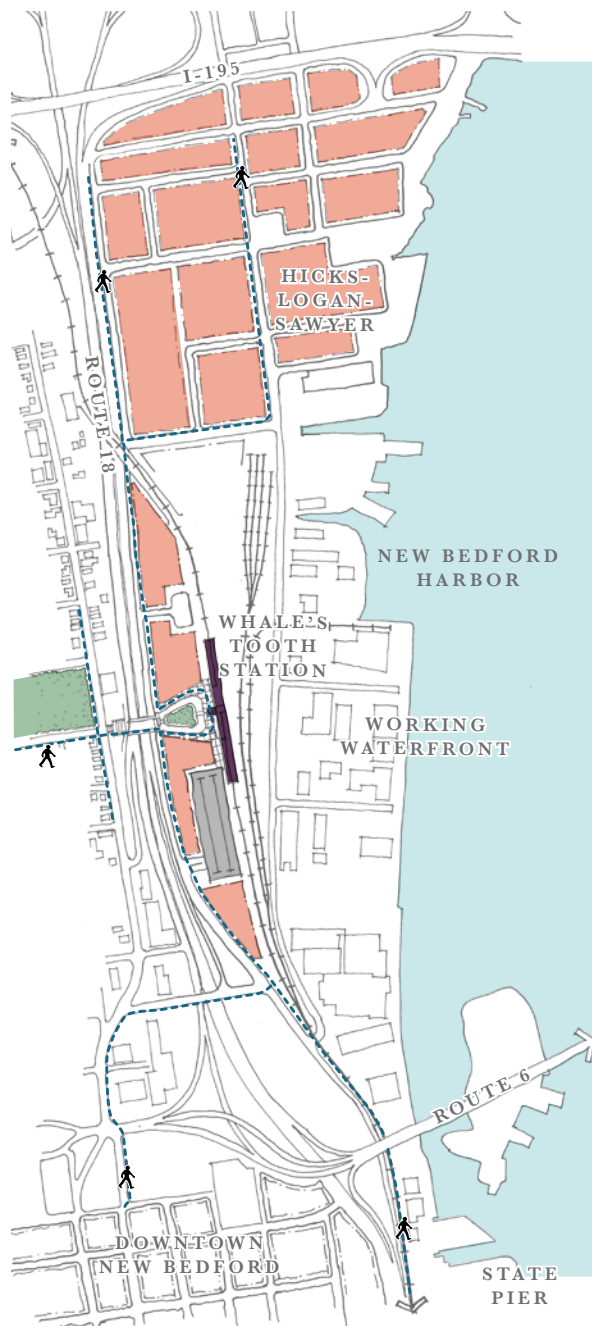 I-195
HICKS-
LOGAN-
SAWYER
ROUTE 18
NEW BEDFORD
HARBOR
WHALE'S
TOOTH
STATION
WORKING
WATERFRONT
ROUTE 6
DOWNTOWN
NEW BEDFORD
STATE
PIER